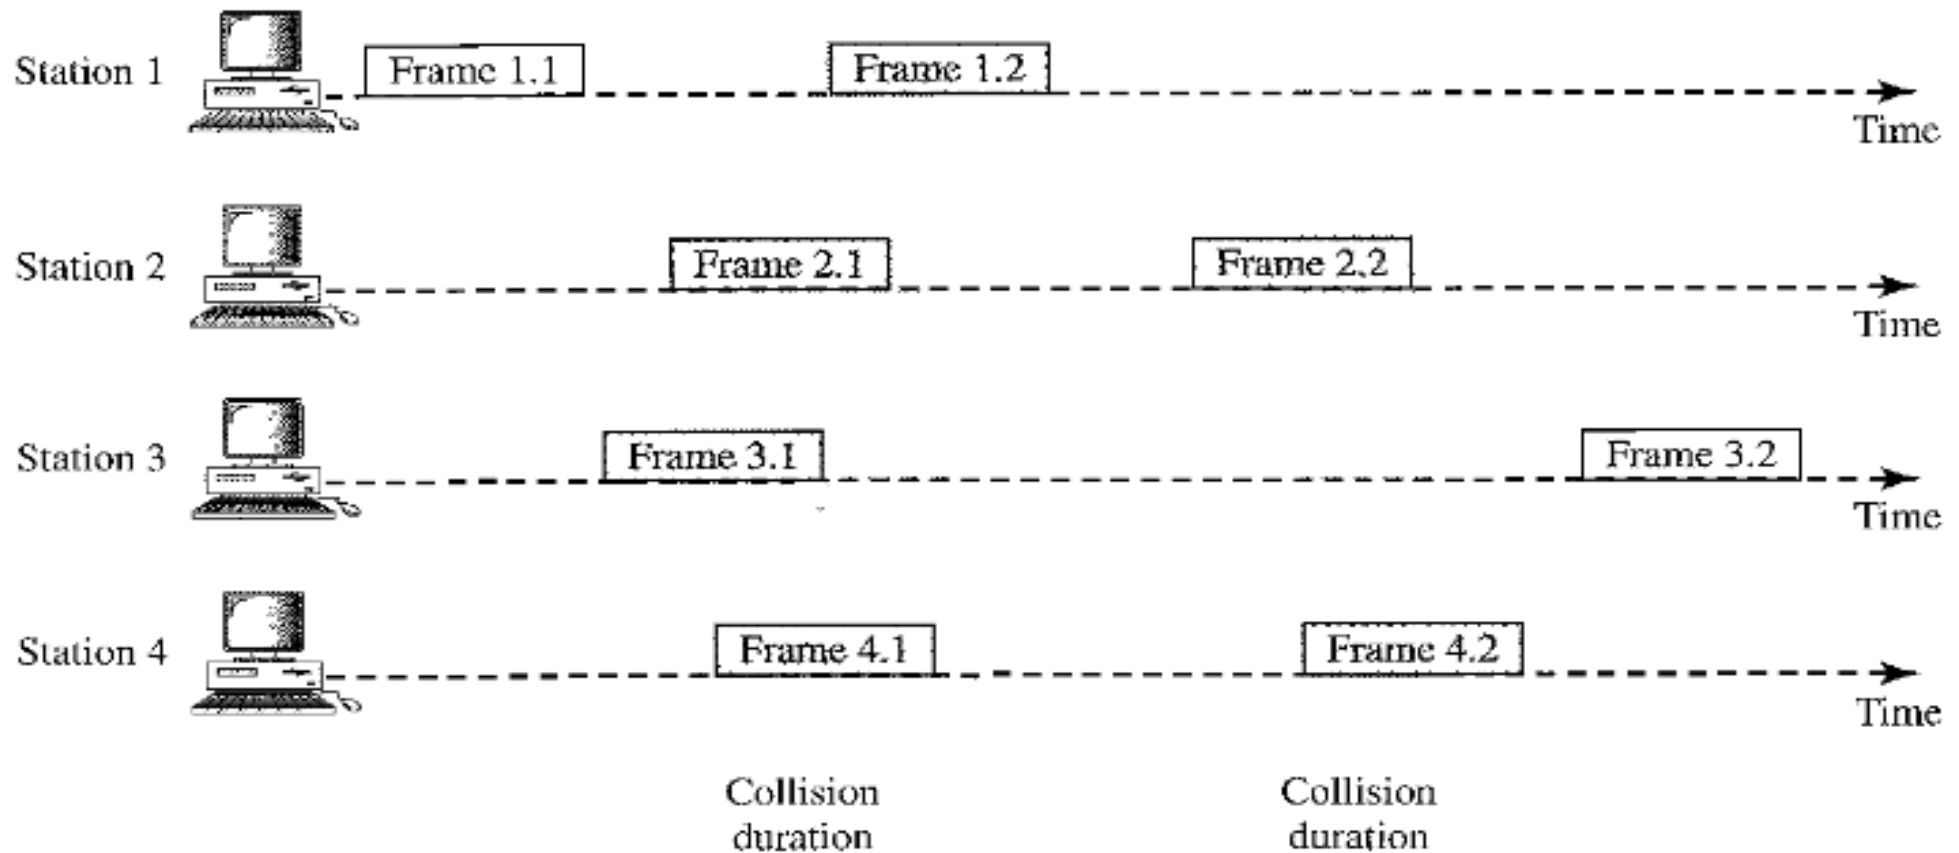 Station 1
Frame 1.1
Frame 1.2
Time
Station 2
Frame 2.1
Frame 2.2
Time
Station 3
Frame 3.1
Frame 3.2
Time
Station 4
Frame 4.1
Frame 4.2
Time
Collision
duration
Collision
duration